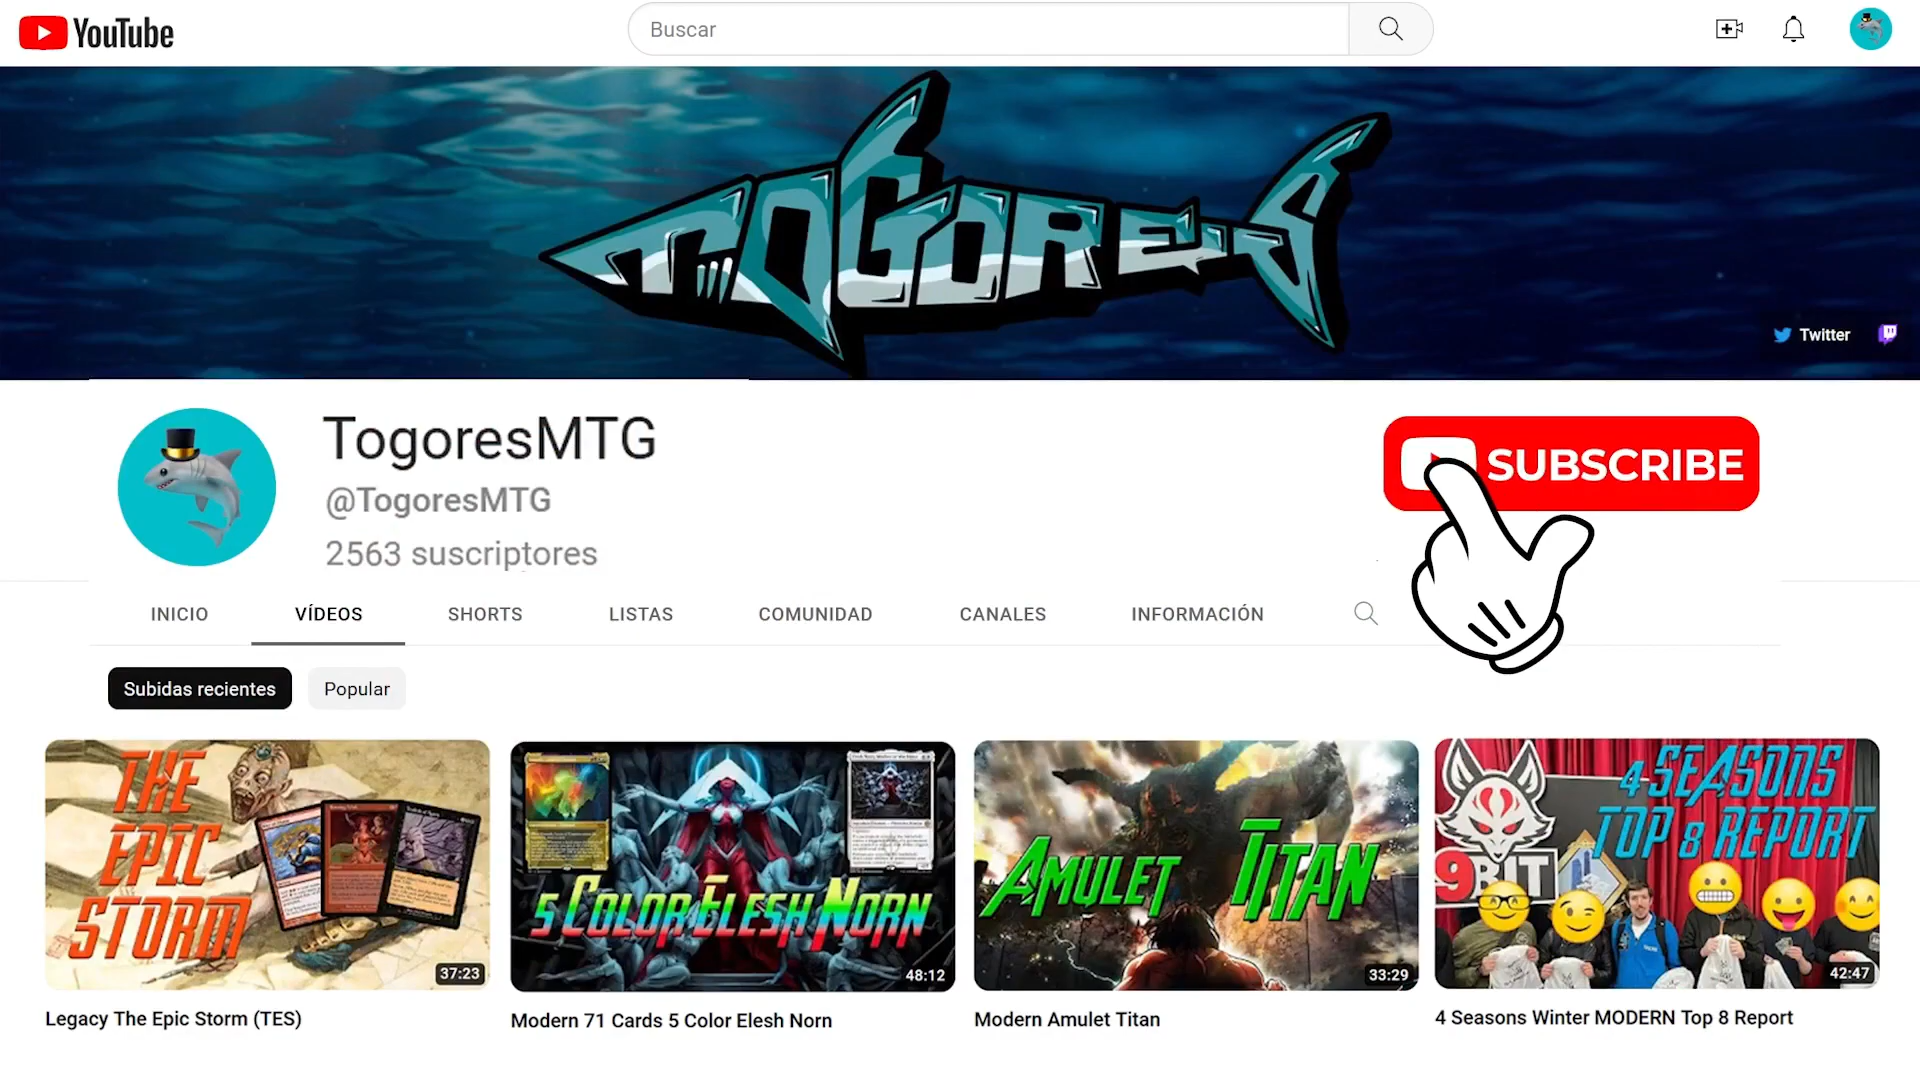 YouTube
Buscar
TOGORES
Twitter
TogoresMTG
@TogoresMTG
2563 suscriptores
SUBSCRIBE
INICIO
VÍDEOS
SHORTS
LISTAS
COMUNIDAD
CANALES
INFORMACIÓN
Subidas recientes
Popular
THE
EPIC
STORM
37:23
5 COLOR ELESH NORN
48:12
AMULET TITAN
33:29
4 SEASONS
TOP 8 REPORT
9BIT
42:47
Legacy The Epic Storm (TES)
Modern 71 Cards 5 Color Elesh Norn
Modern Amulet Titan
4 Seasons Winter MODERN Top 8 Report